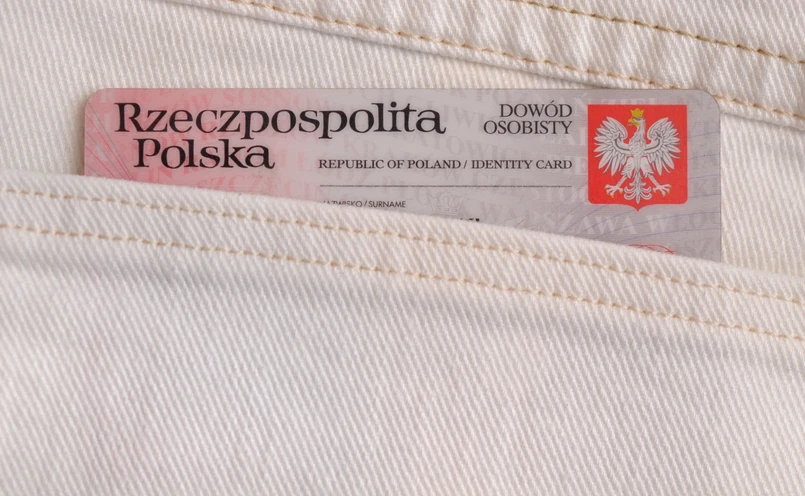 Rzeczpospolita
Polska
DOWÓD
OSOBISTY
REPUBLIC OF POLAND / IDENTITY CARD
/ SURNAME